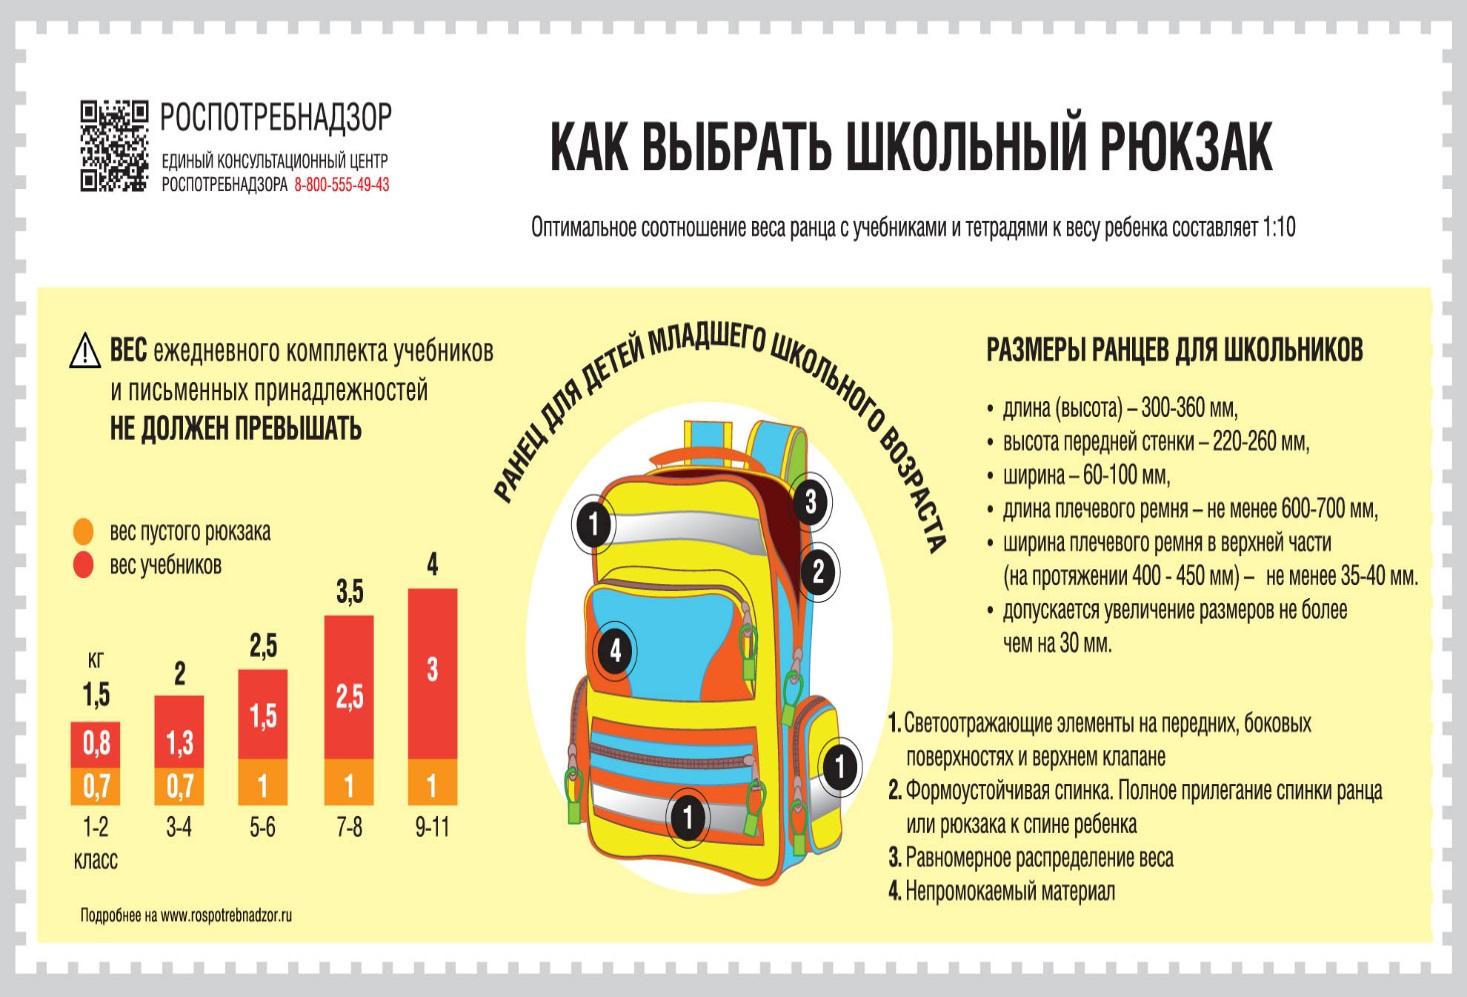 РОСПОТРЕБНАДЗОР
ЕДИНЫЙ КОНСУЛЬТАЦИОННЫЙ ЦЕНТР
РОСПОТРЕБНАДЗОРА 8-800-555-49-43
КАК ВЫБРАТЬ ШКОЛЬНЫЙ РЮКЗАК
Оптимальное соотношение веса ранца с учебниками и тетрадями к весу ребенка составляет 1:10
ВЕС ежедневного комплекта учебников
и письменных принадлежностей
НЕ ДОЛЖЕН ПРЕВЫШАТЬ
вес пустого рюкзака
вес учебников
кг
1,5
2
2,5
3,5
4
0,8
1,3
1,5
2,5
3
0,7
0,7
1
1
1
1-2
3-4
5-6
7-8
9-11
класс
Подробнее на www.rospotrebnadzor.ru
РАНЕЦ ДЛЯ ДЕТЕЙ МЛАДШЕГО ШКОЛЬНОГО ВОЗРАСТА
1
3
2
4
1
1
РАЗМЕРЫ РАНЦЕВ ДЛЯ ШКОЛЬНИКОВ
• длина (высота) – 300-360 мм,
• высота передней стенки – 220-260 мм,
• ширина – 60-100 мм,
• длина плечевого ремня – не менее 600-700 мм,
• ширина плечевого ремня в верхней части
(на протяжении 400 - 450 мм) – не менее 35-40 мм.
• допускается увеличение размеров не более
чем на 30 мм.
1. Светоотражающие элементы на передних, боковых
поверхностях и верхнем клапане
2. Формоустойчивая спинка. Полное прилегание спинки ранца
или рюкзака к спине ребенка
3. Равномерное распределение веса
4. Непромокаемый материал